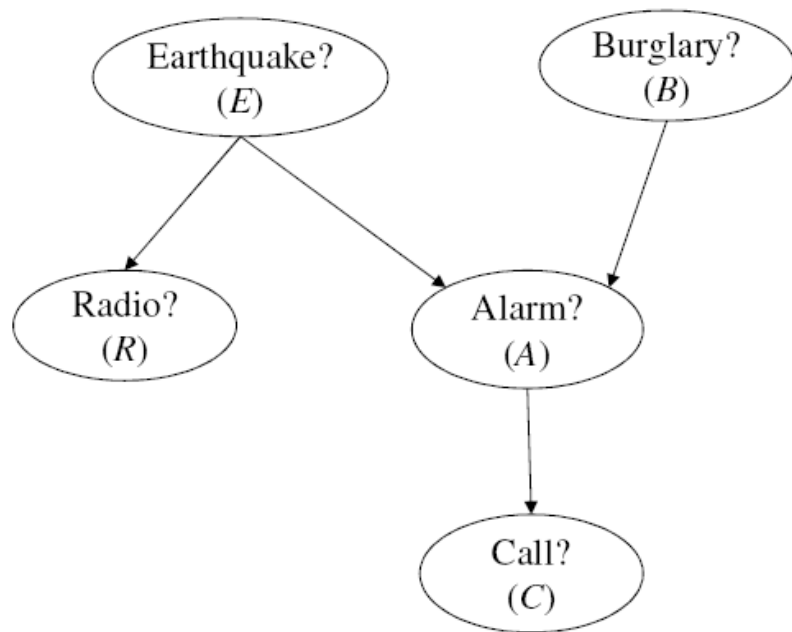 Earthquake?
(E)
Burglary?
(B)
Radio?
(R)
Alarm?
(A)
Call?
(C)